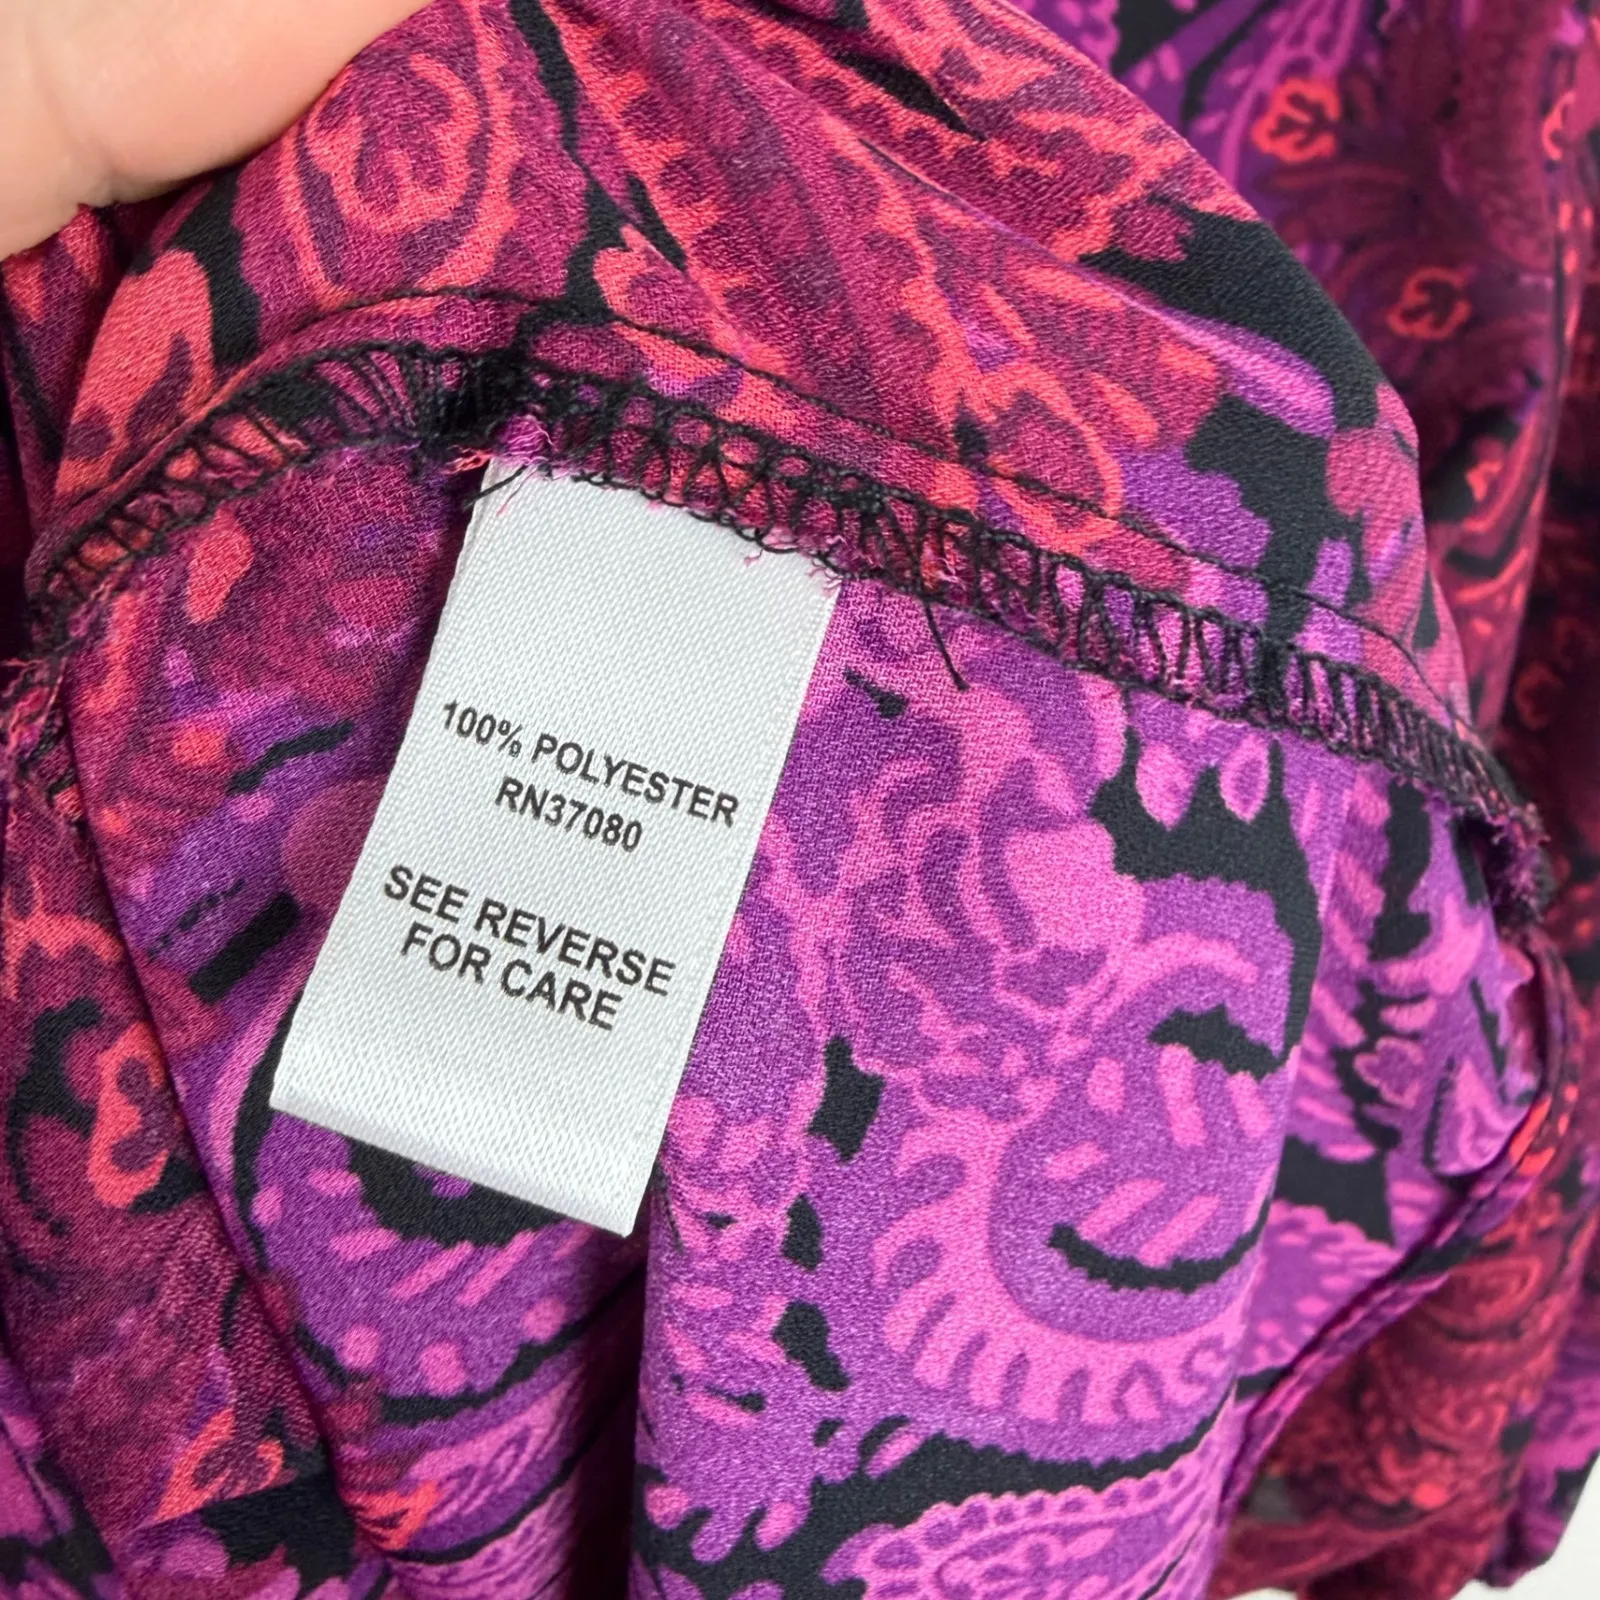 100% POLYESTER
RN37080
SEE REVERSE
FOR CARE